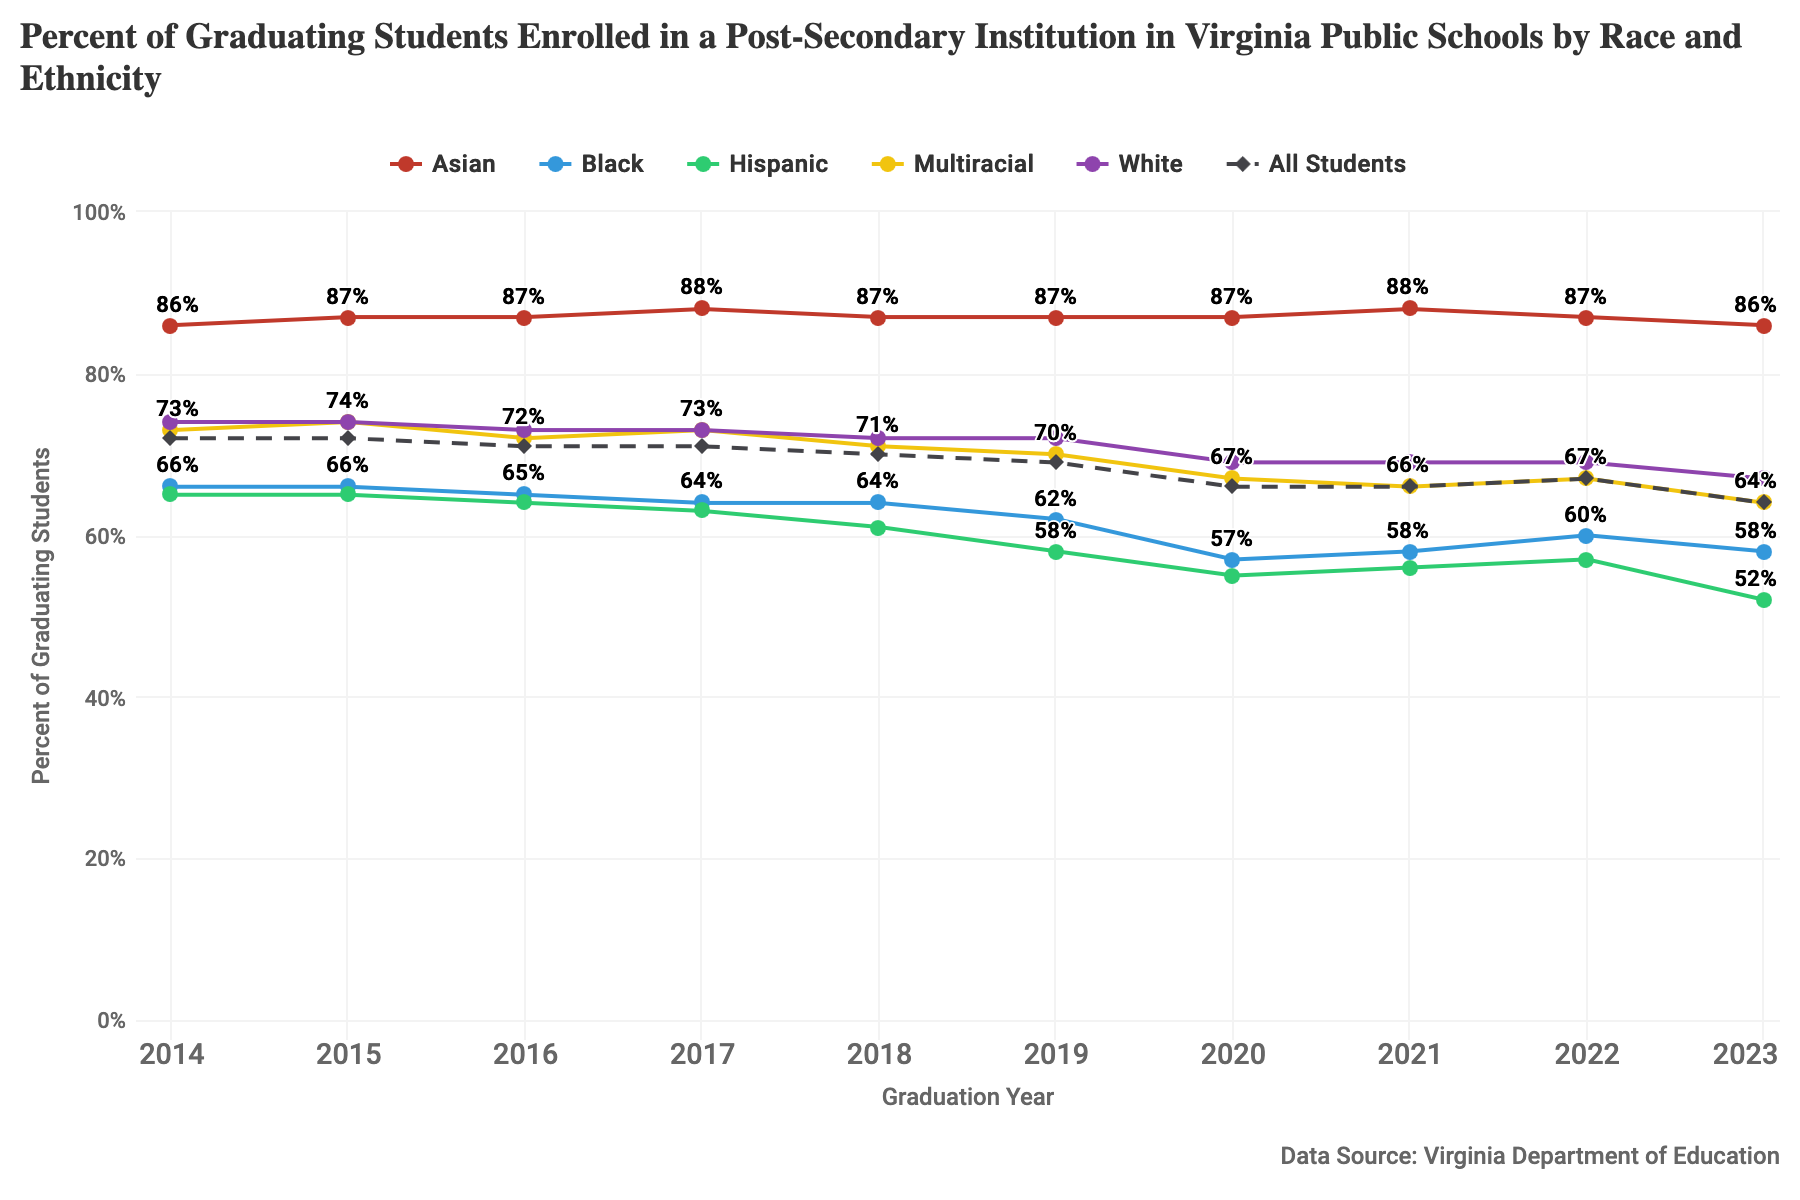 Percent of Graduating Students Enrolled in a Post-Secondary Institution in Virginia Public Schools by Race and
Ethnicity
Asian Black Hispanic Multiracial White All Students
100%
80%
60%
40%
20%
0%
Percent of Graduating Students
86% 87% 87% 88% 87% 87% 87% 88% 87% 86%
73% 74% 72% 73% 71% 70% 67% 66% 67% 64%
66% 66% 65% 64% 64% 62% 57% 58% 60% 58%
58% 52%
2014 2015 2016 2017 2018 2019 2020 2021 2022 2023
Graduation Year
Data Source: Virginia Department of Education